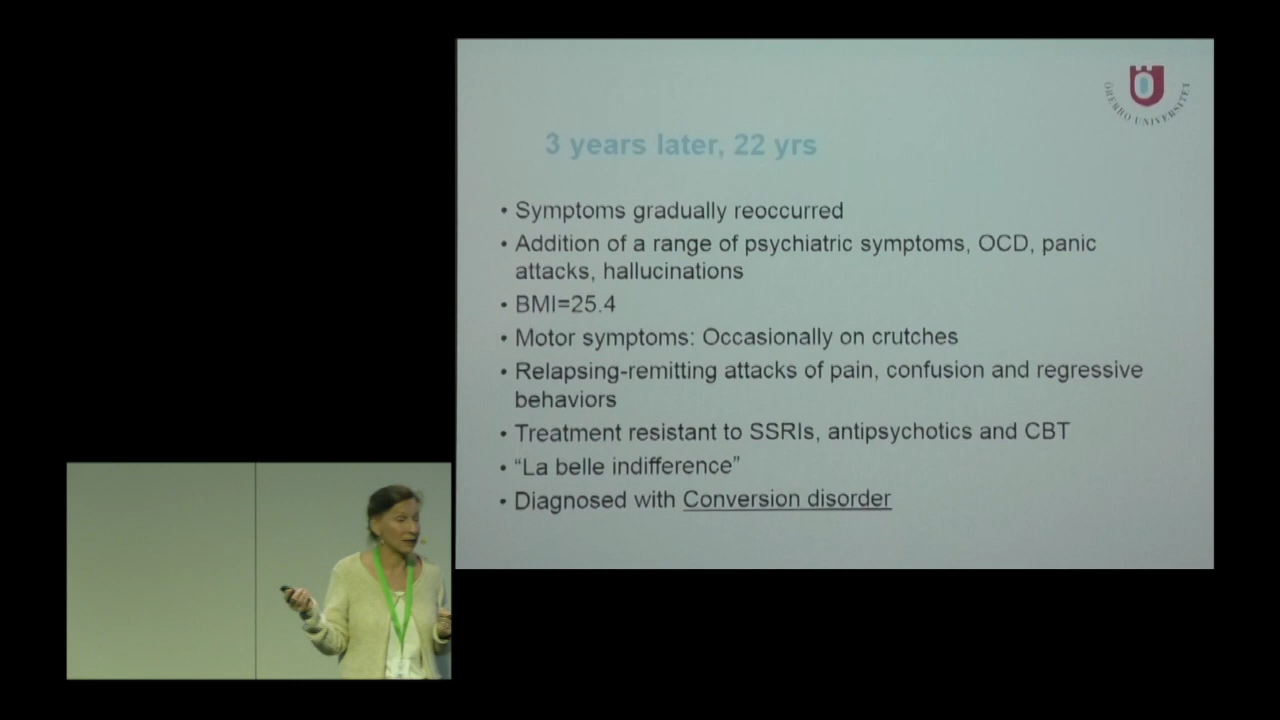 ÖREBRO UNIVERSITET
3 years later, 22 yrs
• Symptoms gradually reoccurred
• Addition of a range of psychiatric symptoms, OCD, panic
attacks, hallucinations
• BMI=25.4
• Motor symptoms: Occasionally on crutches
• Relapsing-remitting attacks of pain, confusion and regressive
behaviors
• Treatment resistant to SSRIs, antipsychotics and CBT
• “La belle indifference”
• Diagnosed with Conversion disorder